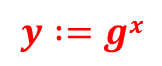 y := g^x